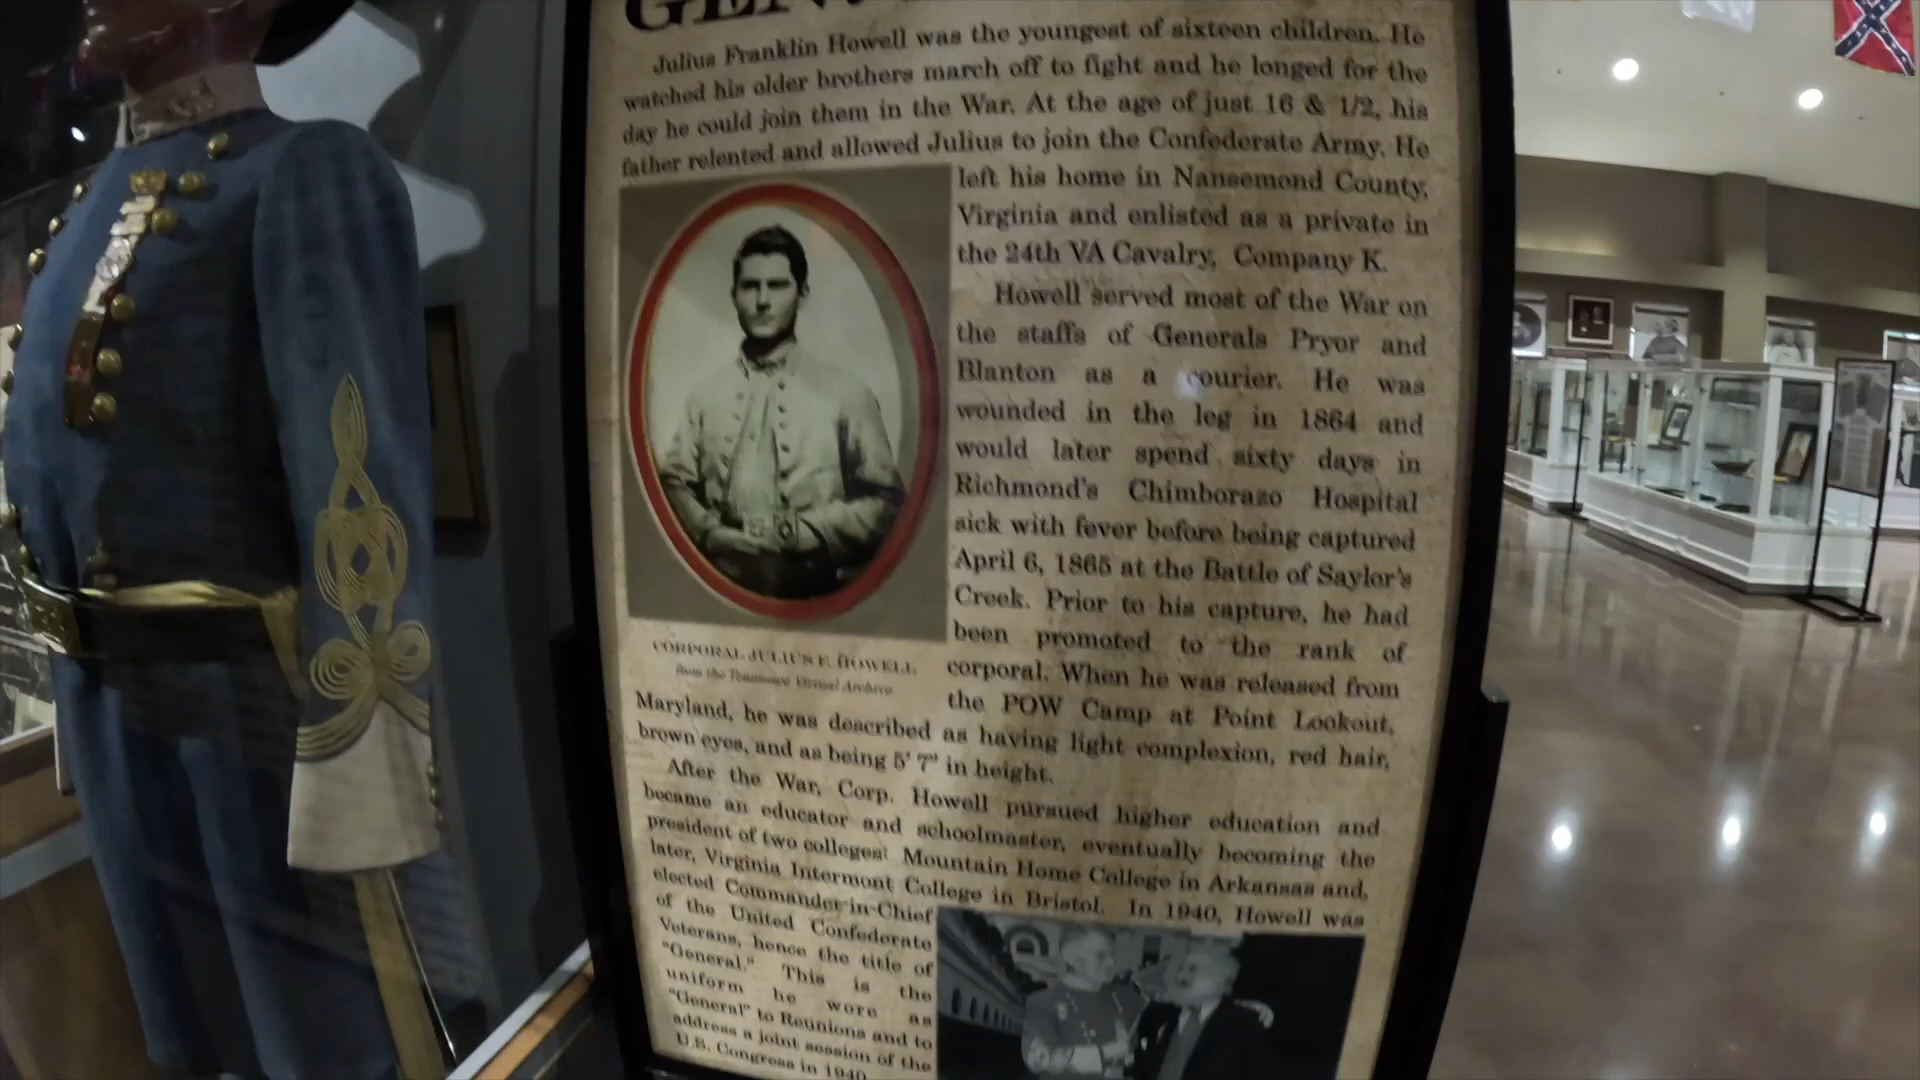 GEN.
Julius Franklin Howell was the youngest of sixteen children. He
watched his older brothers march off to fight and he longed for the
day he could join them in the War. At the age of just 16 & 1/2, his
father relented and allowed Julius to join the Confederate Army. He
left his home in Nansemond County,
Virginia and enlisted as a private in
the 24th VA Cavalry, Company K.
Howell served most of the War on
the staffs of Generals Pryor and
Blanton as a courier. He was
wounded in the leg in 1864 and
would later spend sixty days in
Richmond's Chimborazo Hospital
sick with fever before being captured
April 6, 1865 at the Battle of Saylor's
Creek. Prior to his capture, he had
been promoted to the rank of
corporal. When he was released from
the POW Camp at Point Lookout,
CORPORAL JULIUS F. HOWELL
from the Tennessee Virtual Archive
Maryland, he was described as having light complexion, red hair,
brown eyes, and as being 5' 7" in height.
After the War, Corp. Howell pursued higher education and
became an educator and schoolmaster, eventually becoming the
president of two colleges: Mountain Home College in Arkansas and,
later, Virginia Intermont College in Bristol. In 1940, Howell was
elected Commander-in-Chief
of the United Confederate
Veterans, hence the title of
"General." This is the
uniform he wore as
"General" to Reunions and to
address a joint session of the
U.S. Congress in 1940